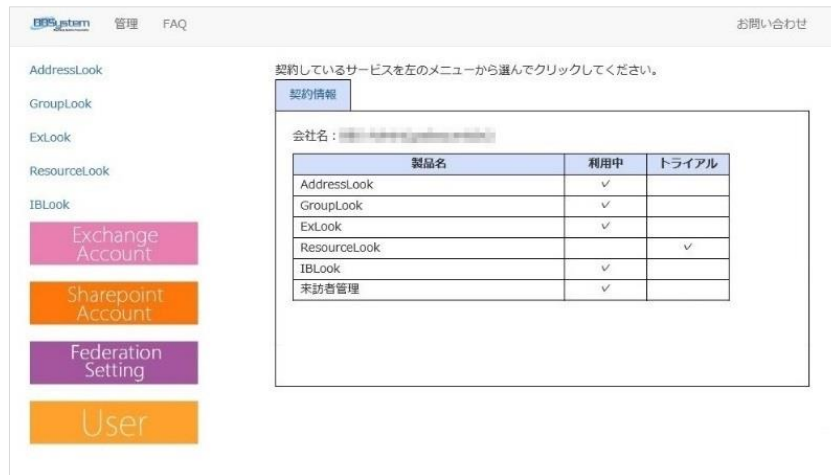 BBSystem 管理 FAQ お問い合わせ
AddressLook
GroupLook
ExLook
ResourceLook
IBLook
Exchange
Account
Sharepoint
Account
Federation
Setting
User
契約しているサービスを左のメニューから選んでクリックしてください。
契約情報
会社名：
製品名 利用中 トライアル
AddressLook ✓
GroupLook ✓
ExLook ✓
ResourceLook ✓
IBLook ✓
来訪者管理 ✓